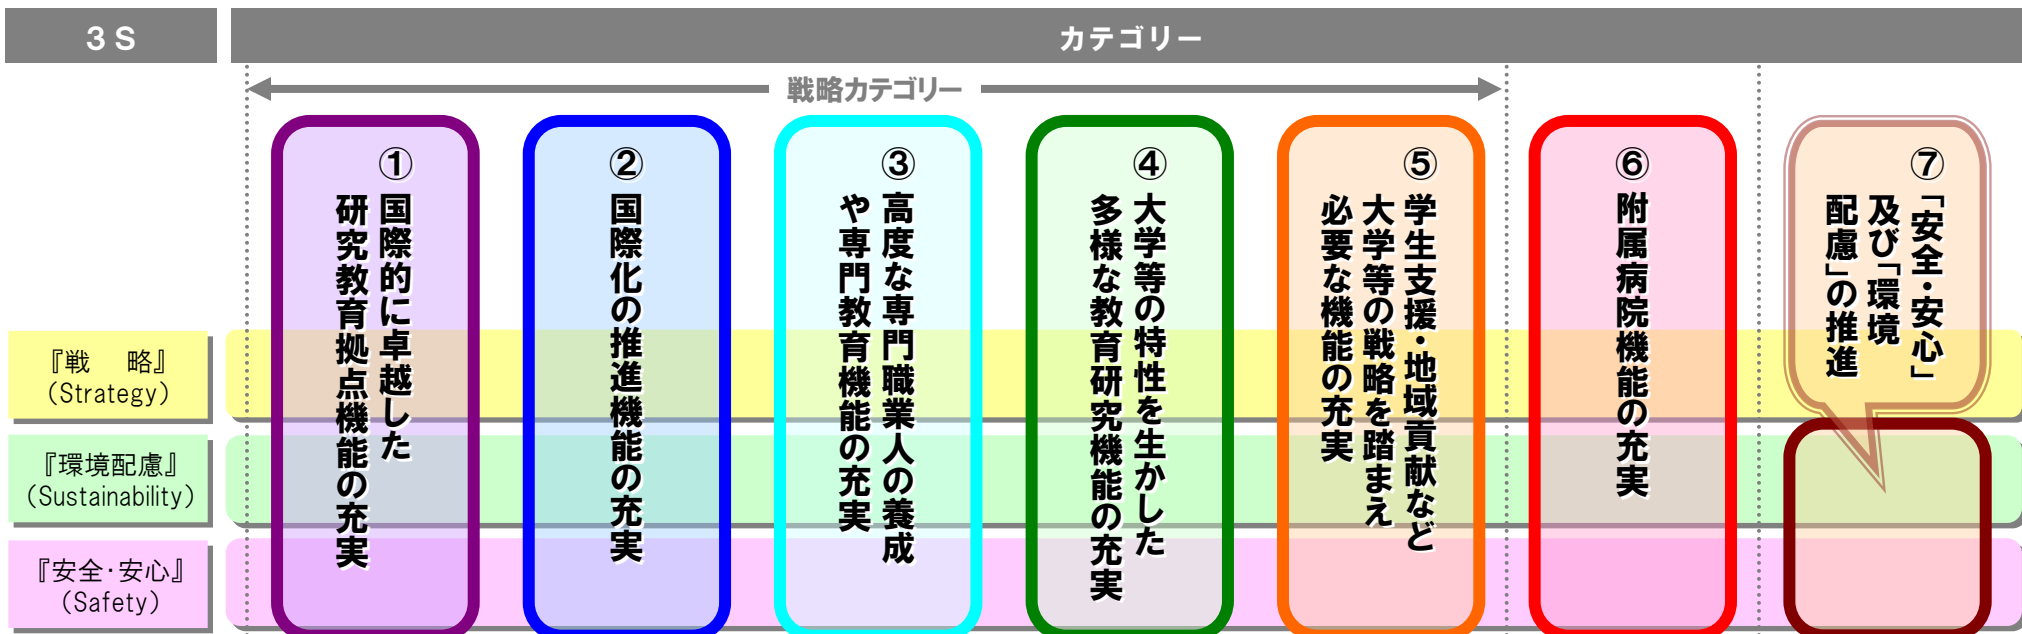 ３Ｓ
カテゴリー
戦略カテゴリー
①国際的に卓越した
研究教育拠点機能の充実
②国際化の推進機能の充実
③高度な専門職業人の養成
や専門教育機能の充実
④大学等の特性を生かした
多様な教育研究機能の充実
⑤学生支援・地域貢献など
大学等の戦略を踏まえ
必要な機能の充実
⑥附属病院機能の充実
⑦「安全・安心」
及び「環境
配慮」の推進
『戦　略』
（Strategy）
『環境配慮』
（Sustainability）
『安全・安心』
（Safety）